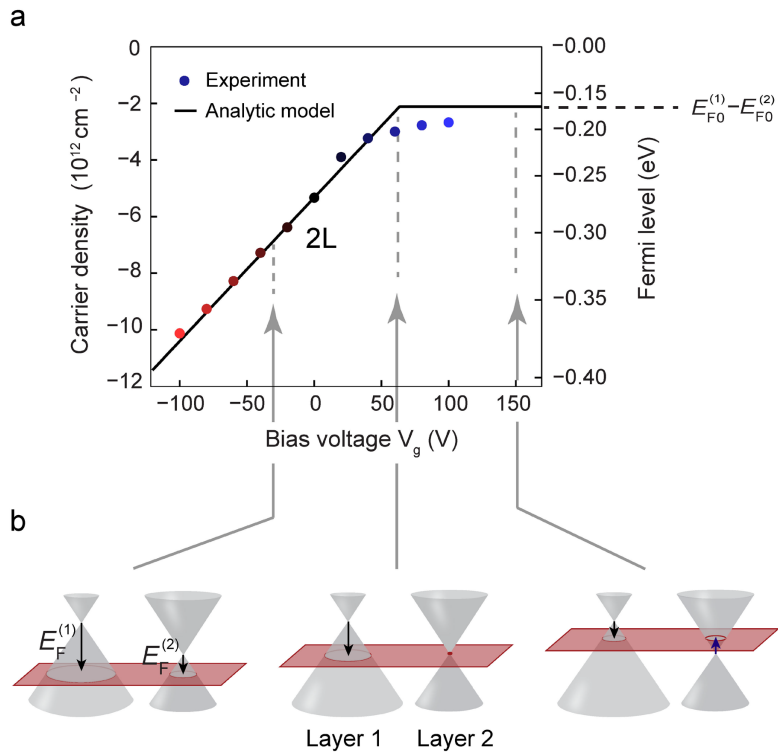 a
Experiment
Analytic model
2L
Carrier density (10¹² cm⁻²)
0
−2
−4
−6
−8
−10
−12
−0.00
−0.15
−0.20
−0.25
−0.30
−0.35
−0.40
Fermi level (eV)
E_F0^(1) − E_F0^(2)
−100 −50 0 50 100 150
Bias voltage V_g (V)
b
E_F^(1)
E_F^(2)
Layer 1 Layer 2